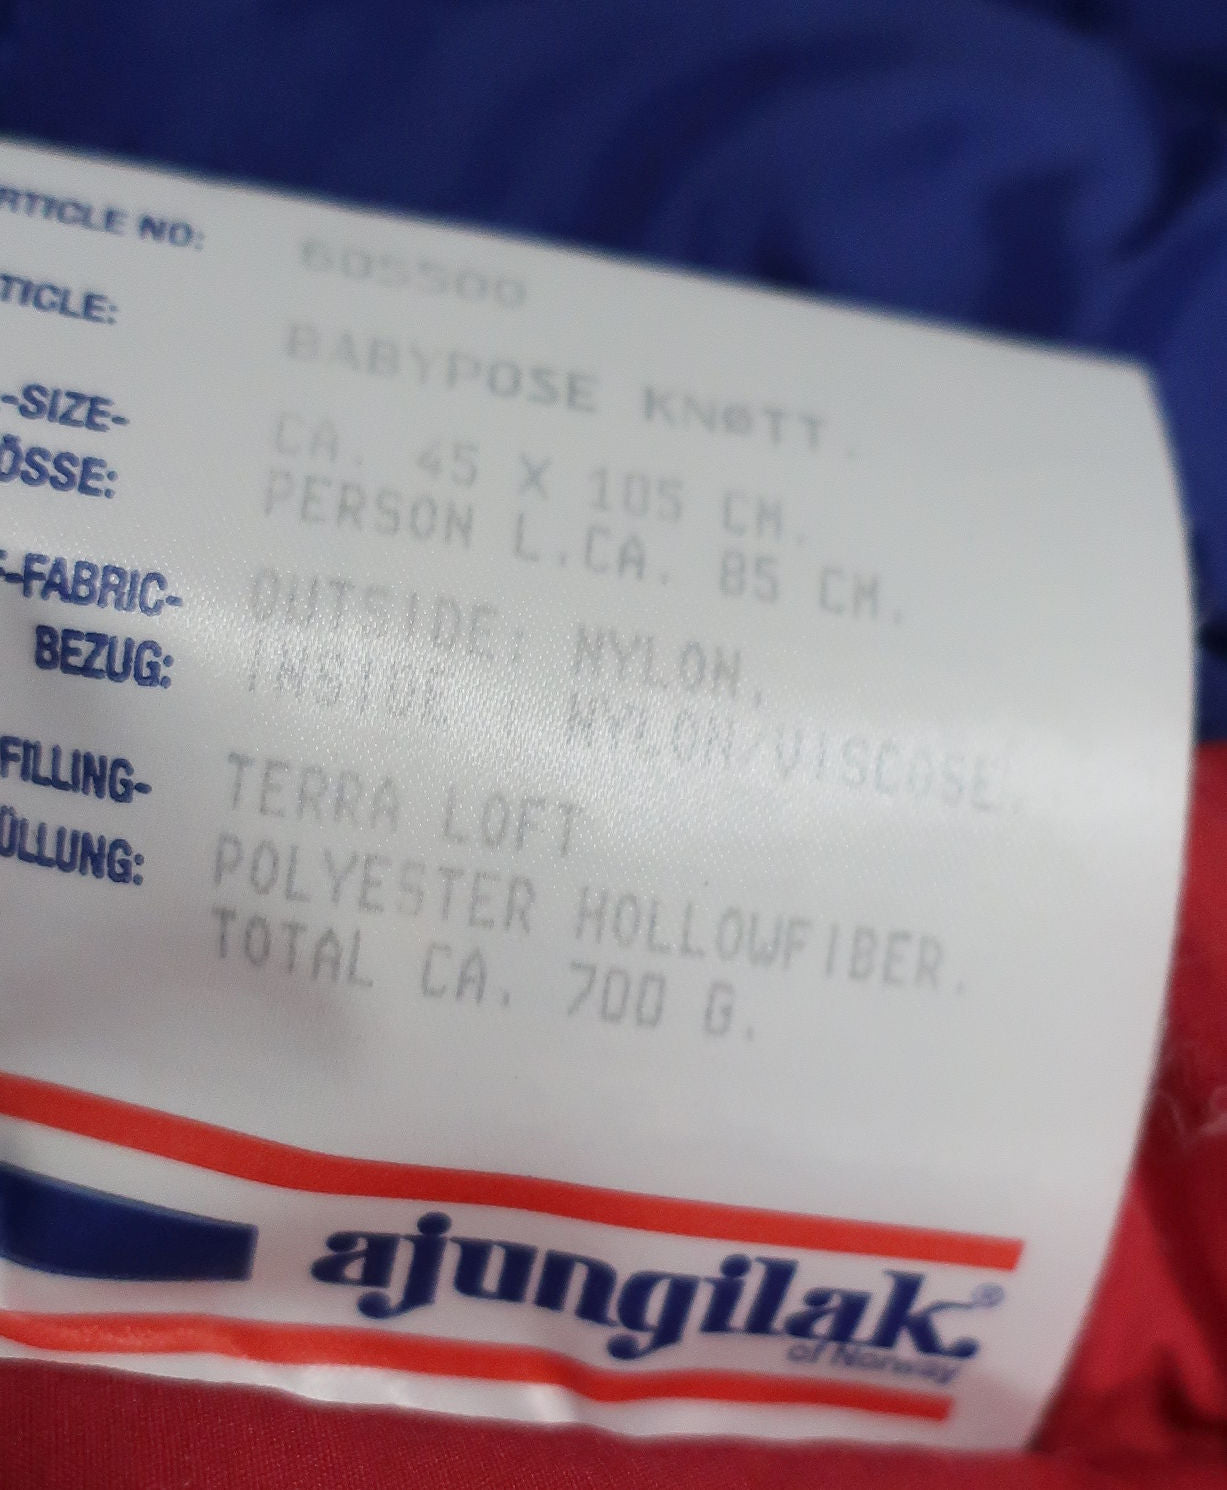 RTICLE NO: 605500
TICLE: BABYPOSE KNØTT.
-SIZE- CA. 45 X 105 CM.
ÖSSE: PERSON L.CA. 85 CM.
-FABRIC- OUTSIDE: NYLON.
BEZUG: INSIDE : NYLON/VISCOSE.
FILLING- TERRA LOFT
ÜLLUNG: POLYESTER HOLLOWFIBER.
TOTAL CA. 700 G.
ajungilak®
of Norway